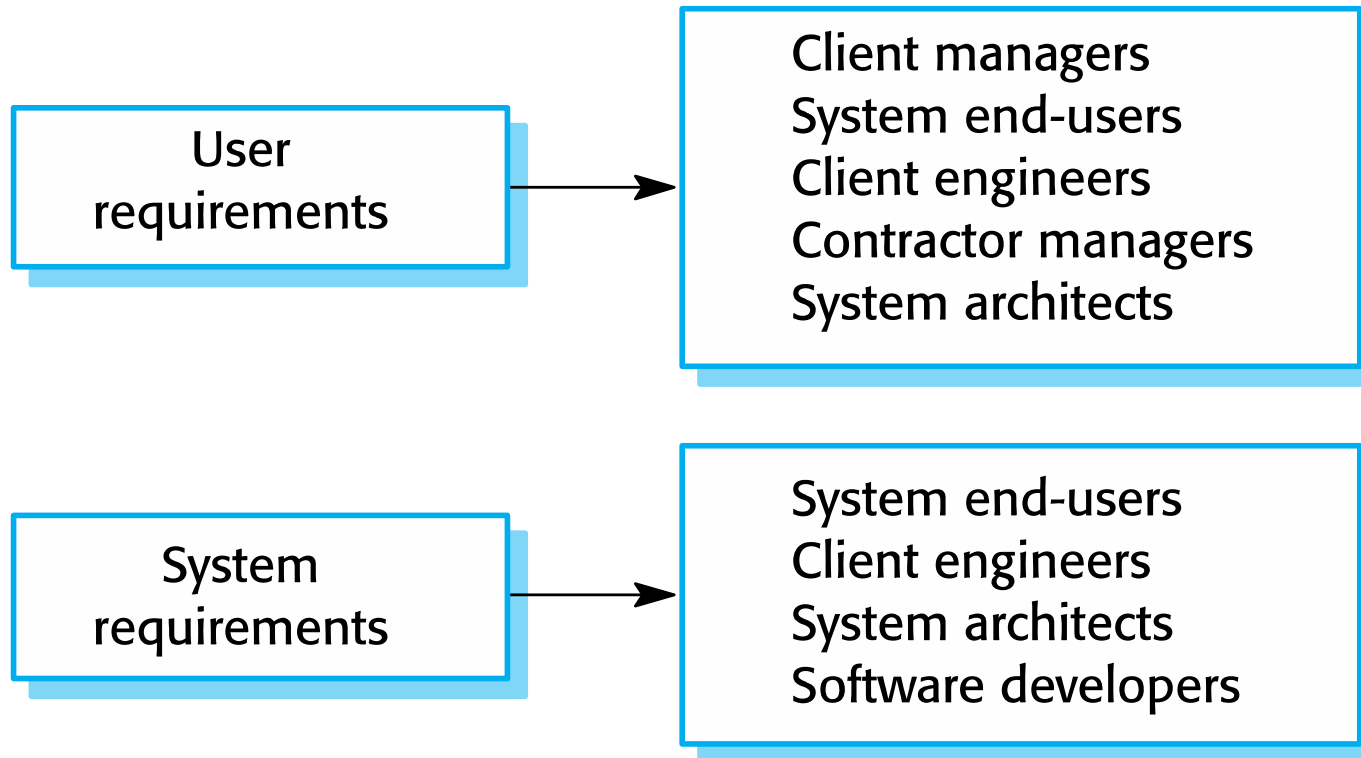 User
requirements
Client managers
System end-users
Client engineers
Contractor managers
System architects
System
requirements
System end-users
Client engineers
System architects
Software developers